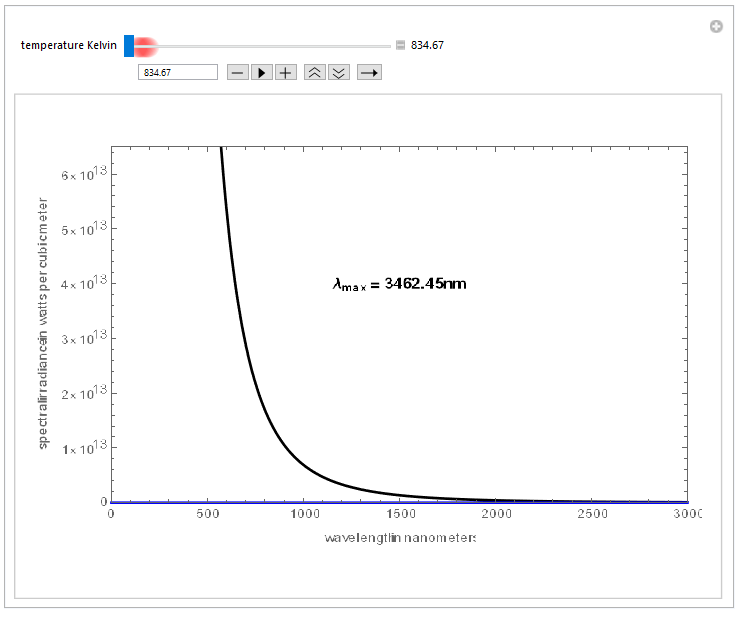 temperature Kelvin 834.67
834.67
6×10^13
5×10^13
4×10^13
3×10^13
2×10^13
1×10^13
0
spectralirradiancein watts per cubicmeter
λmax = 3462.45nm
0 500 1000 1500 2000 2500 3000
wavelengthin nanometers